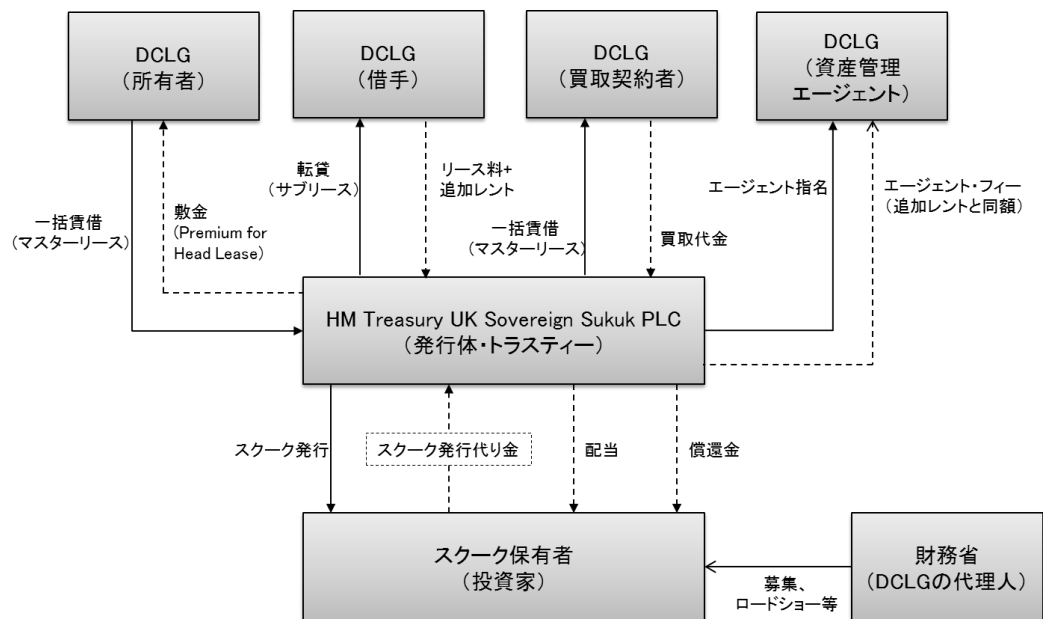 DCLG
（所有者）
DCLG
（借手）
DCLG
（買取契約者）
DCLG
（資産管理
エージェント）
一括賃借
（マスターリース）
敷金
(Premium for
Head Lease)
転貸
（サブリース）
リース料+
追加レント
一括賃借
（マスターリース）
買取代金
エージェント指名
エージェント・フィー
（追加レントと同額）
HM Treasury UK Sovereign Sukuk PLC
（発行体・トラスティー）
スクーク発行
スクーク発行代り金
配当
償還金
スクーク保有者
（投資家）
募集、
ロードショー等
財務省
（DCLGの代理人）